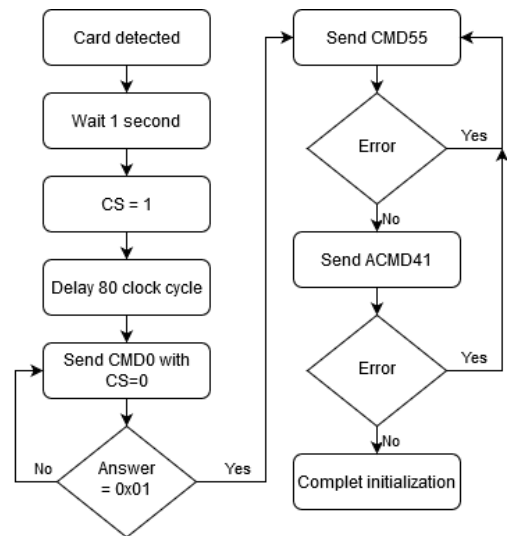 Card detected
Wait 1 second
CS = 1
Delay 80 clock cycle
Send CMD0 with
CS=0
Answer
= 0x01
No
Yes
Send CMD55
Error
Yes
No
Send ACMD41
Error
Yes
No
Complet initialization